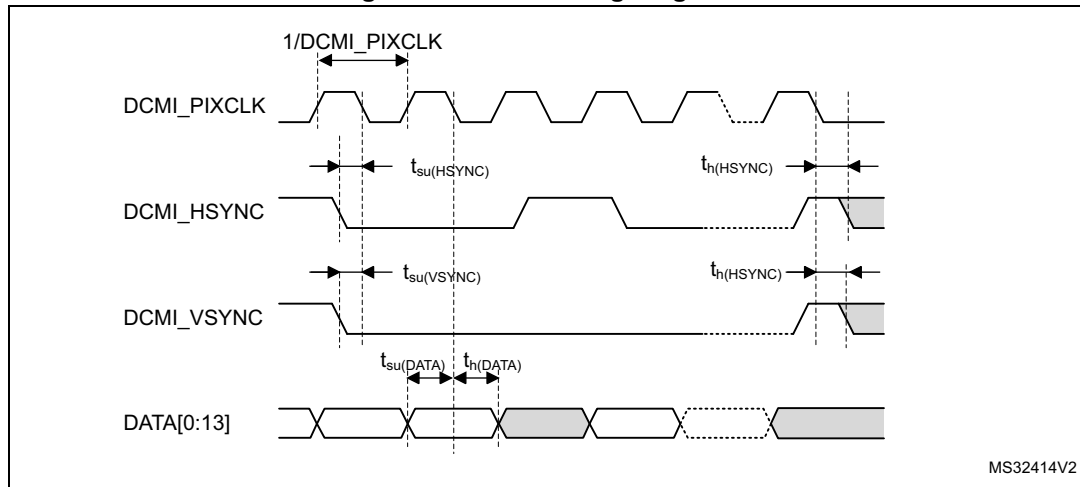 1/DCMI_PIXCLK
DCMI_PIXCLK
tsu(HSYNC)
th(HSYNC)
DCMI_HSYNC
tsu(VSYNC)
th(HSYNC)
DCMI_VSYNC
tsu(DATA) th(DATA)
DATA[0:13]
MS32414V2